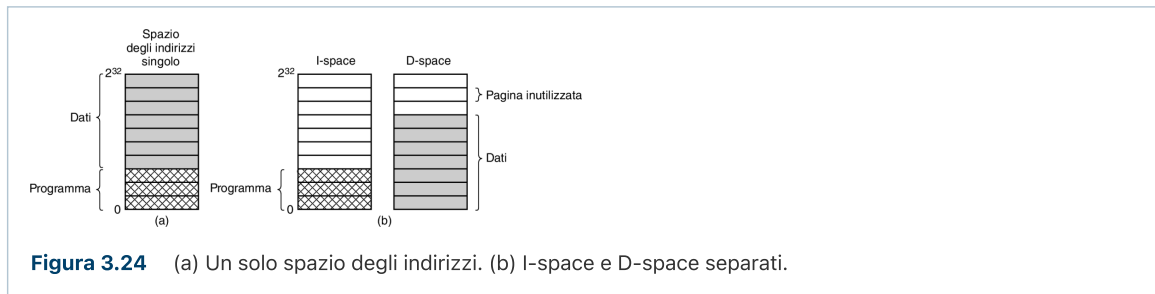 Spazio
degli indirizzi
singolo
2³²
Dati
Programma
0
(a)
I-space
D-space
2³²
Pagina inutilizzata
Dati
Programma
0
(b)
Figura 3.24 (a) Un solo spazio degli indirizzi. (b) I-space e D-space separati.